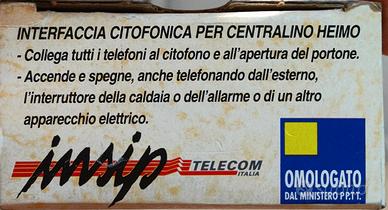 INTERFACCIA CITOFONICA PER CENTRALINO HEIMO
- Collega tutti i telefoni al citofono e all'apertura del portone.
- Accende e spegne, anche telefonando dall'esterno,
l'interruttore della caldaia o dell'allarme o di un altro
apparecchio elettrico.
insip
TELECOM
ITALIA
OMOLOGATO
DAL MINISTERO P.P.T.T.